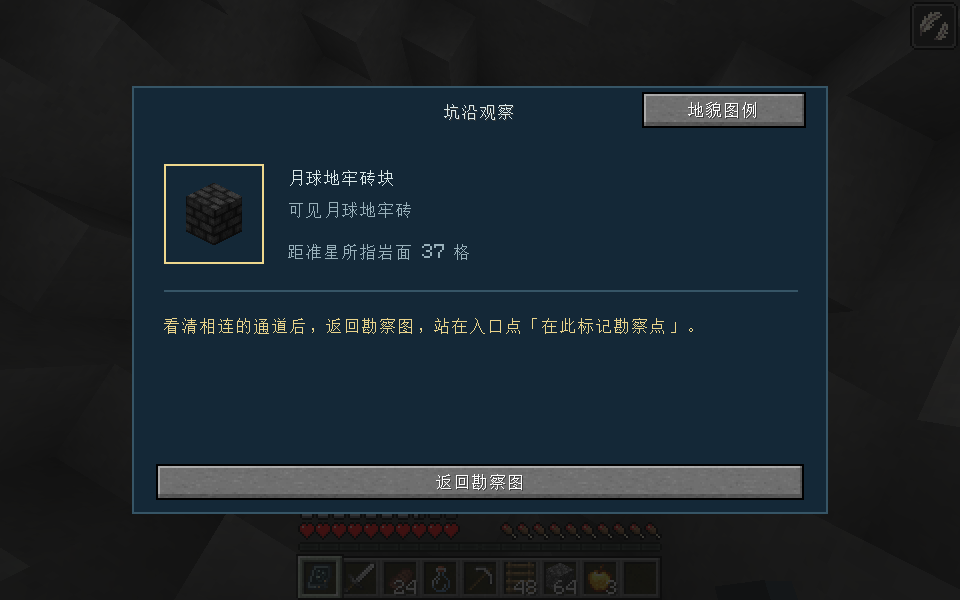 坑沿观察
地貌图例
月球地牢砖块
可见月球地牢砖
距准星所指岩面 37 格
看清相连的通道后，返回勘察图，站在入口点「在此标记勘察点」。
返回勘察图
24
48
64
3